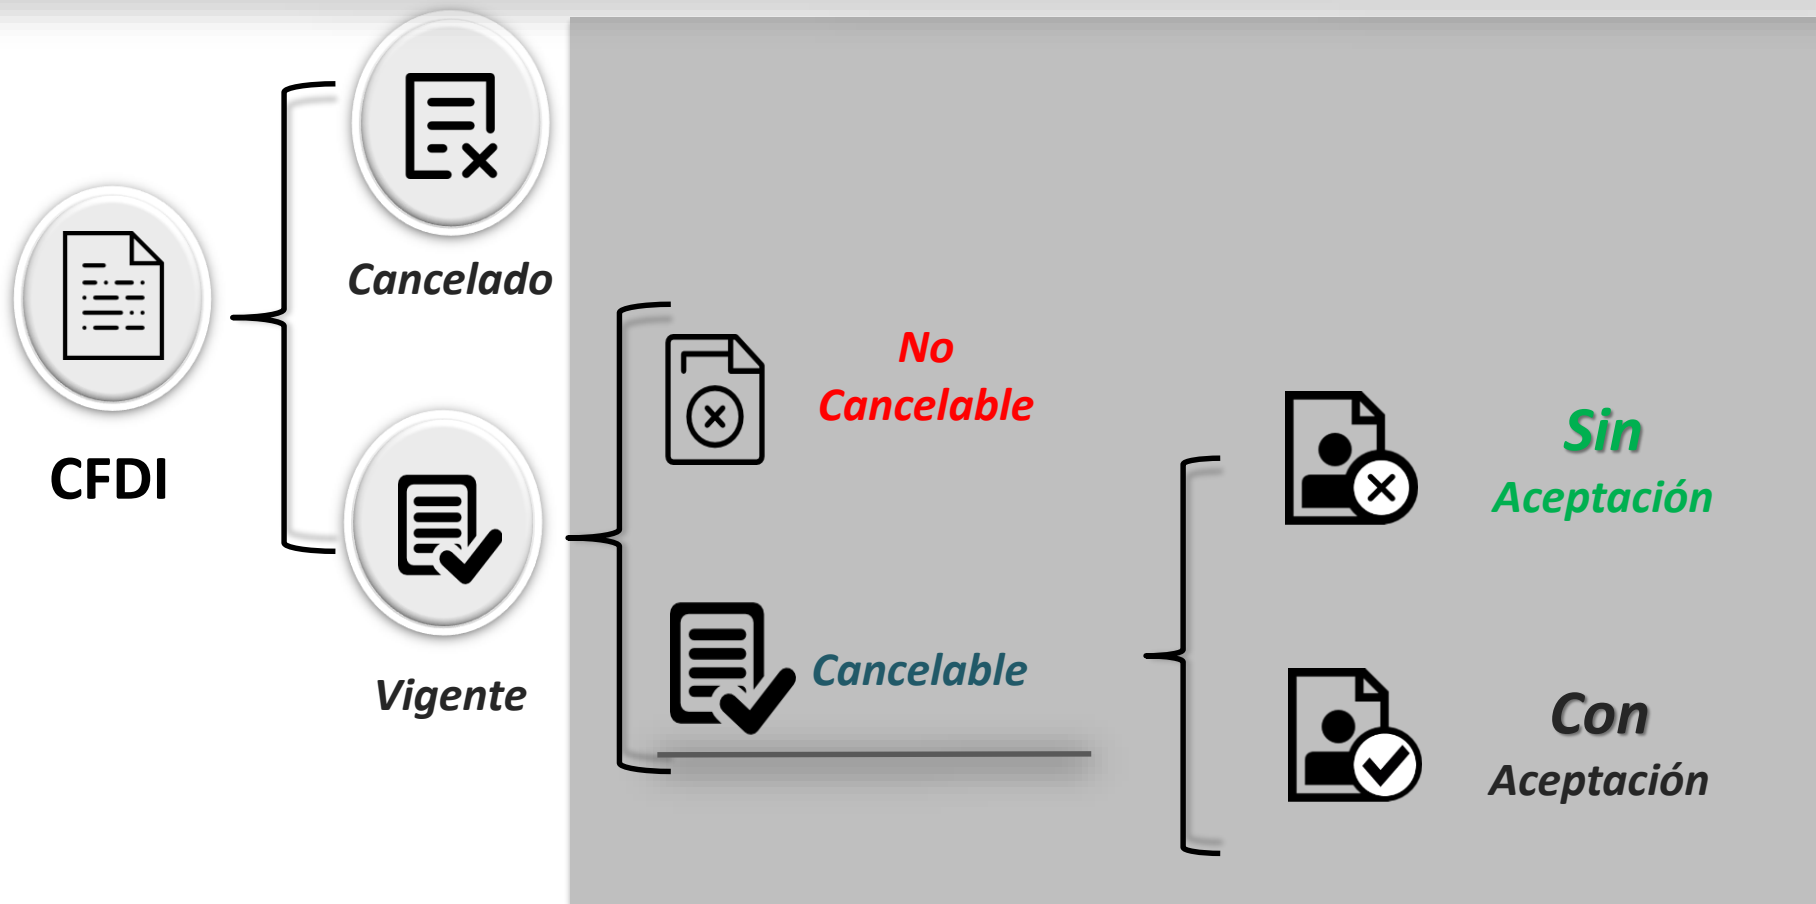 CFDI
Cancelado
Vigente
No
Cancelable
Cancelable
Sin
Aceptación
Con
Aceptación